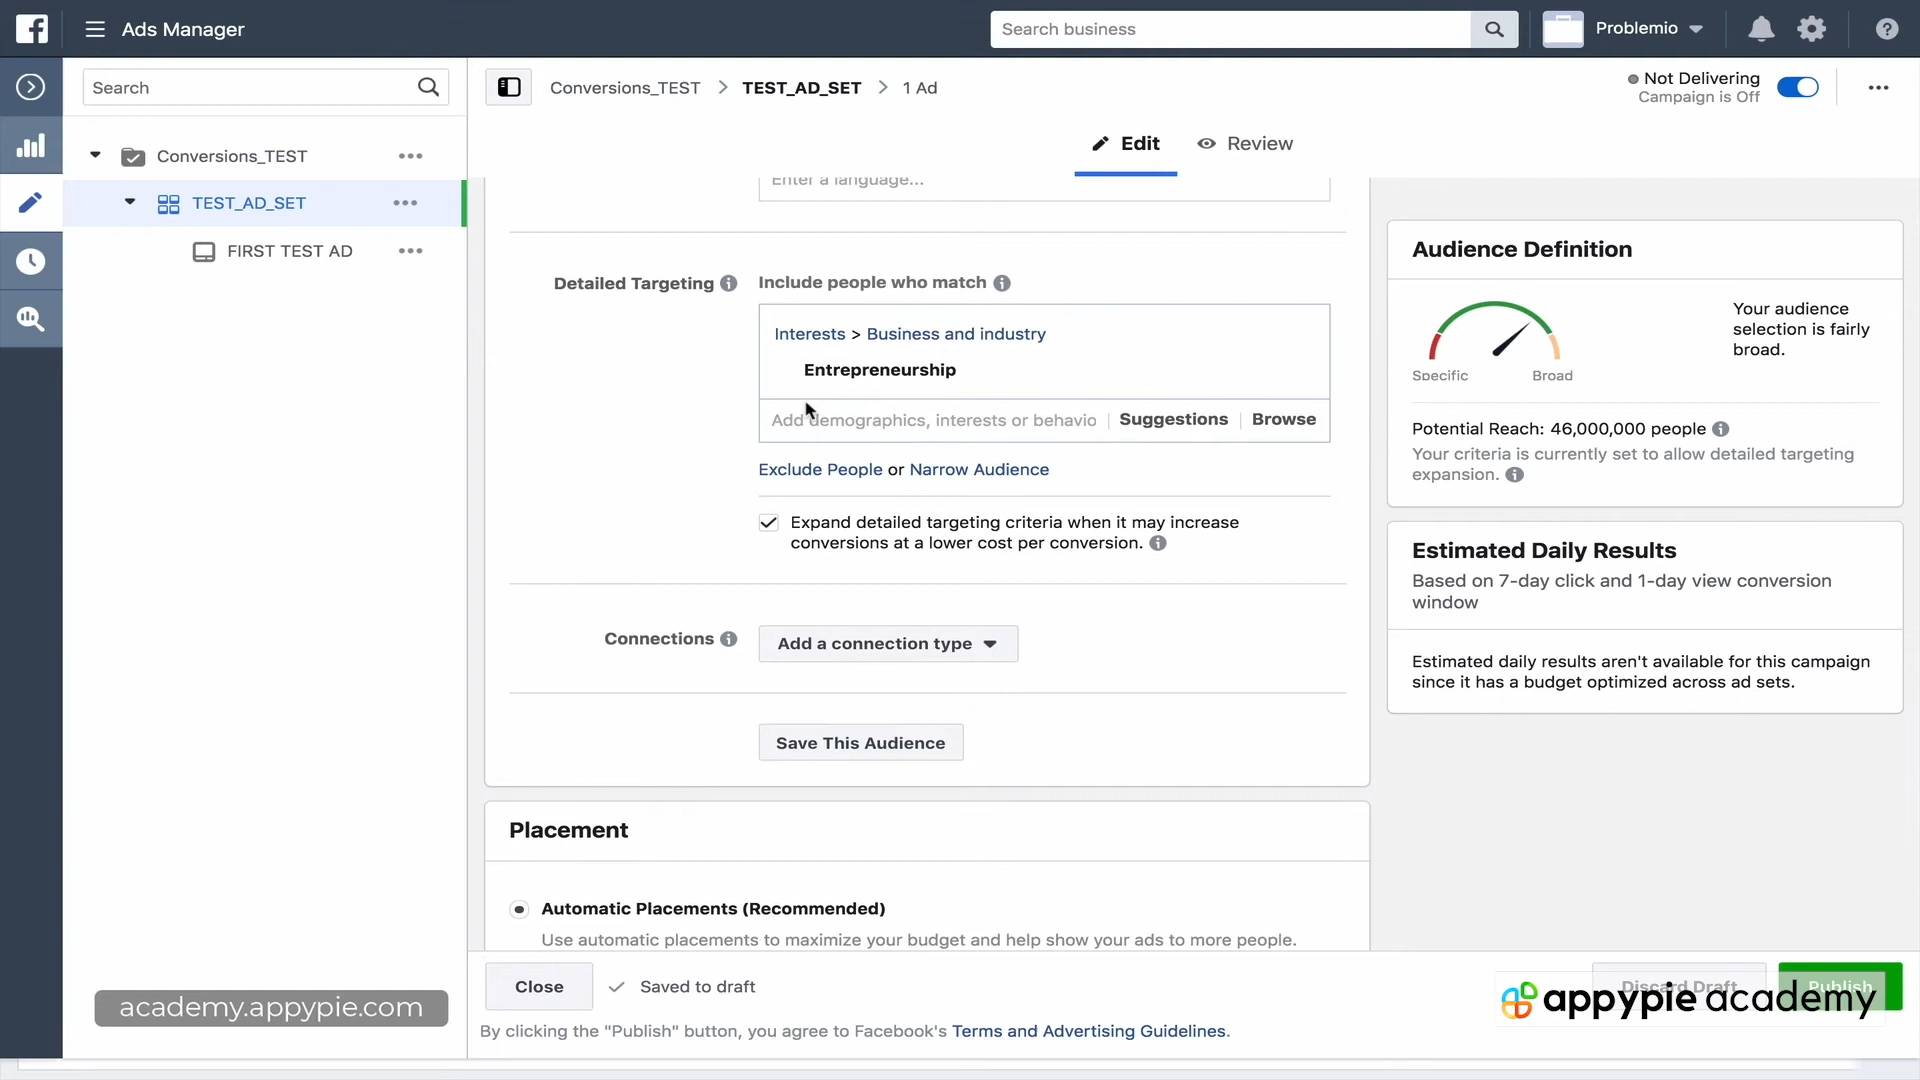 Ads Manager
Search business
Problemio
Search
Conversions_TEST
TEST_AD_SET
FIRST TEST AD
Conversions_TEST > TEST_AD_SET > 1 Ad
Not Delivering
Campaign is Off
Edit
Review
Enter a language...
Detailed Targeting
Include people who match
Interests > Business and industry
Entrepreneurship
Add demographics, interests or behavio | Suggestions | Browse
Exclude People or Narrow Audience
Expand detailed targeting criteria when it may increase
conversions at a lower cost per conversion.
Connections
Add a connection type
Save This Audience
Placement
Automatic Placements (Recommended)
Use automatic placements to maximize your budget and help show your ads to more people.
Audience Definition
Specific
Broad
Your audience
selection is fairly
broad.
Potential Reach: 46,000,000 people
Your criteria is currently set to allow detailed targeting
expansion.
Estimated Daily Results
Based on 7-day click and 1-day view conversion
window
Estimated daily results aren't available for this campaign
since it has a budget optimized across ad sets.
Close
Saved to draft
Discard Draft
Publish
By clicking the "Publish" button, you agree to Facebook's Terms and Advertising Guidelines.
academy.appypie.com
appypie academy